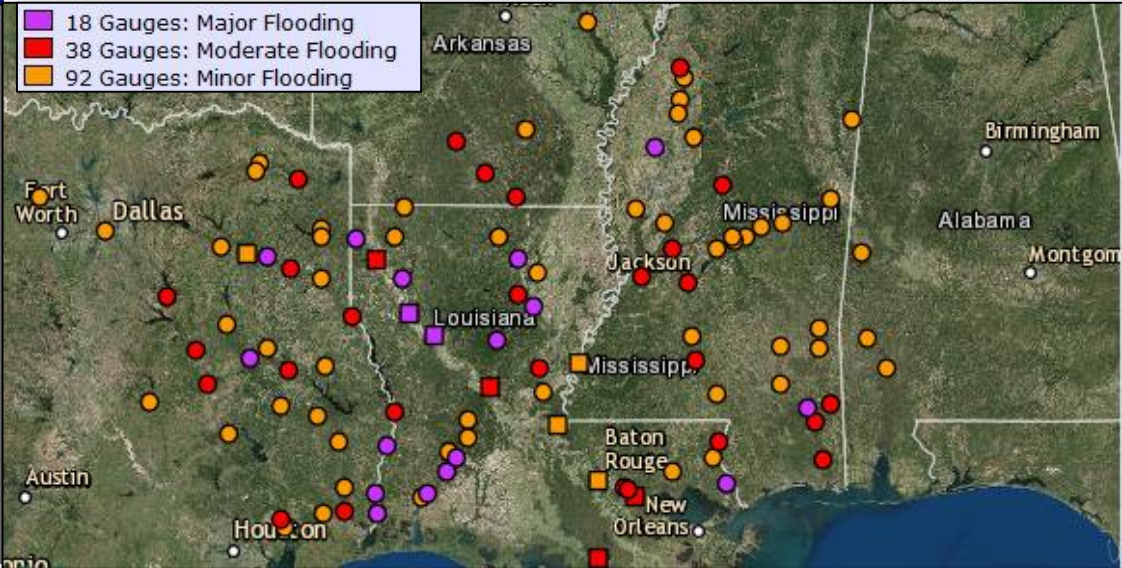 18 Gauges: Major Flooding
38 Gauges: Moderate Flooding
92 Gauges: Minor Flooding
Arkansas
Birmingham
Fort
Worth
Dallas
Mississippi
Alabama
Jackson
Montgom
Louisiana
Mississippi
Baton
Rouge
Austin
New
Orleans
Houston
onio